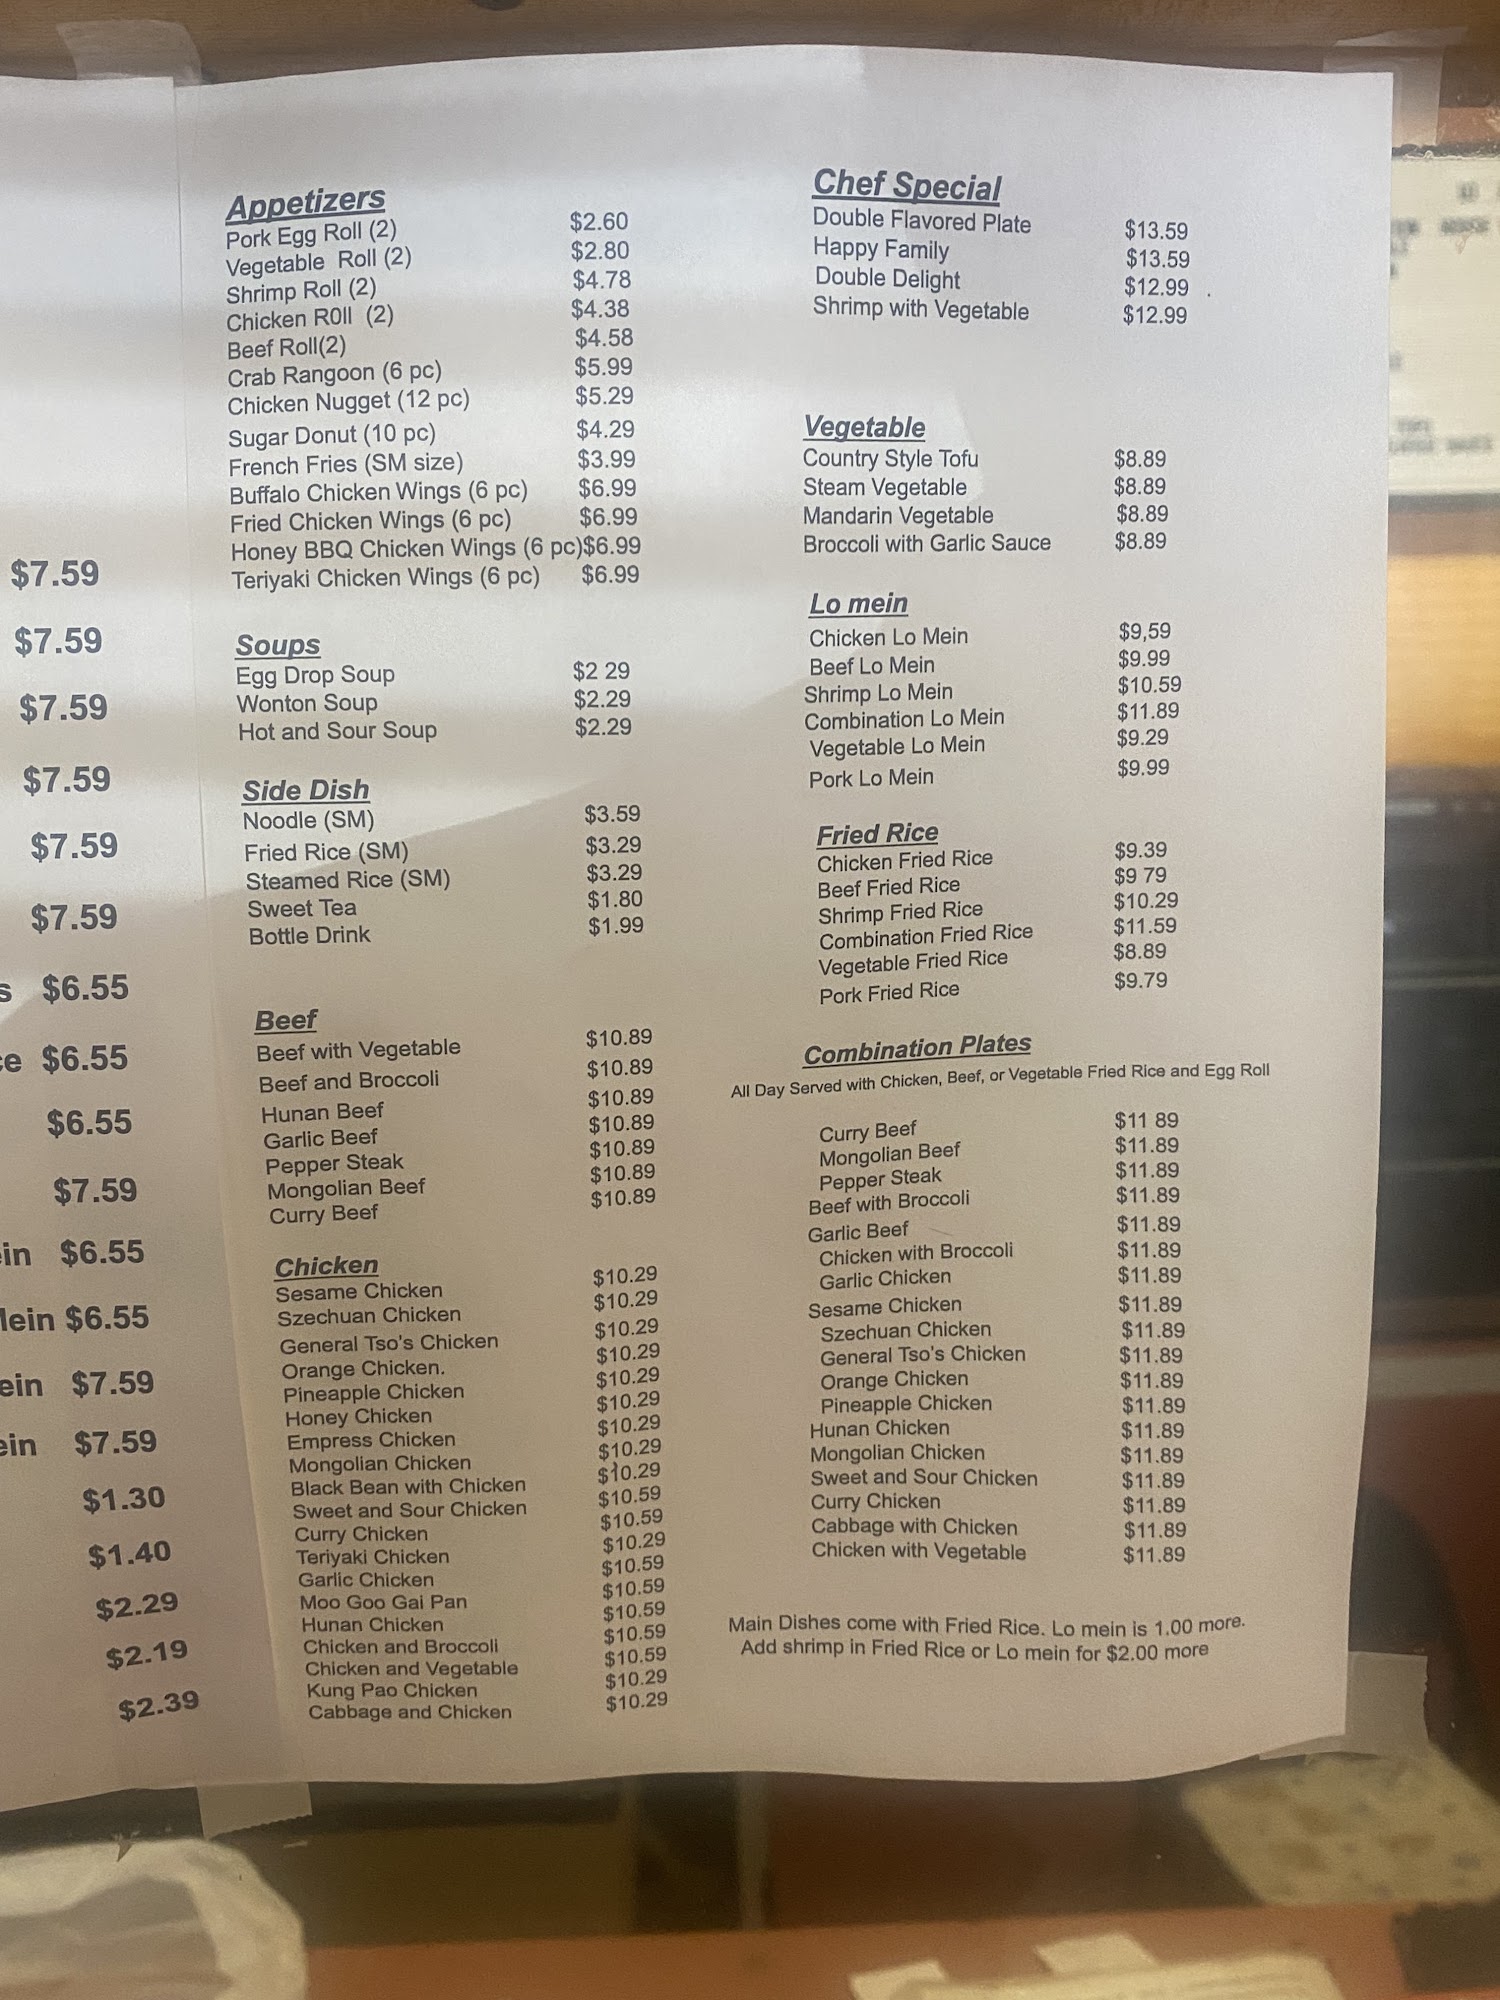 $7.59
$7.59
$7.59
$7.59
$7.59
$7.59
s $6.55
ce $6.55
$6.55
$7.59
ein $6.55
Mein $6.55
ein $7.59
ein $7.59
$1.30
$1.40
$2.29
$2.19
$2.39
Appetizers
Pork Egg Roll (2) $2.60
Vegetable Roll (2) $2.80
Shrimp Roll (2) $4.78
Chicken R0ll (2) $4.38
Beef Roll(2) $4.58
Crab Rangoon (6 pc) $5.99
Chicken Nugget (12 pc) $5.29
Sugar Donut (10 pc) $4.29
French Fries (SM size) $3.99
Buffalo Chicken Wings (6 pc) $6.99
Fried Chicken Wings (6 pc) $6.99
Honey BBQ Chicken Wings (6 pc)$6.99
Teriyaki Chicken Wings (6 pc) $6.99
Soups
Egg Drop Soup $2 29
Wonton Soup $2.29
Hot and Sour Soup $2.29
Side Dish
Noodle (SM) $3.59
Fried Rice (SM) $3.29
Steamed Rice (SM) $3.29
Sweet Tea $1.80
Bottle Drink $1.99
Beef
Beef with Vegetable $10.89
Beef and Broccoli $10.89
Hunan Beef $10.89
Garlic Beef $10.89
Pepper Steak $10.89
Mongolian Beef $10.89
Curry Beef $10.89
Chicken
Sesame Chicken $10.29
Szechuan Chicken $10.29
General Tso's Chicken $10.29
Orange Chicken. $10.29
Pineapple Chicken $10.29
Honey Chicken $10.29
Empress Chicken $10.29
Mongolian Chicken $10.29
Black Bean with Chicken $10.29
Sweet and Sour Chicken $10.59
Curry Chicken $10.59
Teriyaki Chicken $10.29
Garlic Chicken $10.59
Moo Goo Gai Pan $10.59
Hunan Chicken $10.59
Chicken and Broccoli $10.59
Chicken and Vegetable $10.59
Kung Pao Chicken $10.29
Cabbage and Chicken $10.29
Chef Special
Double Flavored Plate $13.59
Happy Family $13.59
Double Delight $12.99 .
Shrimp with Vegetable $12.99
Vegetable
Country Style Tofu $8.89
Steam Vegetable $8.89
Mandarin Vegetable $8.89
Broccoli with Garlic Sauce $8.89
Lo mein
Chicken Lo Mein $9,59
Beef Lo Mein $9.99
Shrimp Lo Mein $10.59
Combination Lo Mein $11.89
Vegetable Lo Mein $9.29
Pork Lo Mein $9.99
Fried Rice
Chicken Fried Rice $9.39
Beef Fried Rice $9 79
Shrimp Fried Rice $10.29
Combination Fried Rice $11.59
Vegetable Fried Rice $8.89
Pork Fried Rice $9.79
Combination Plates
All Day Served with Chicken, Beef, or Vegetable Fried Rice and Egg Roll
Curry Beef $11 89
Mongolian Beef $11.89
Pepper Steak $11.89
Beef with Broccoli $11.89
Garlic Beef $11.89
Chicken with Broccoli $11.89
Garlic Chicken $11.89
Sesame Chicken $11.89
Szechuan Chicken $11.89
General Tso's Chicken $11.89
Orange Chicken $11.89
Pineapple Chicken $11.89
Hunan Chicken $11.89
Mongolian Chicken $11.89
Sweet and Sour Chicken $11.89
Curry Chicken $11.89
Cabbage with Chicken $11.89
Chicken with Vegetable $11.89
Main Dishes come with Fried Rice. Lo mein is 1.00 more.
Add shrimp in Fried Rice or Lo mein for $2.00 more